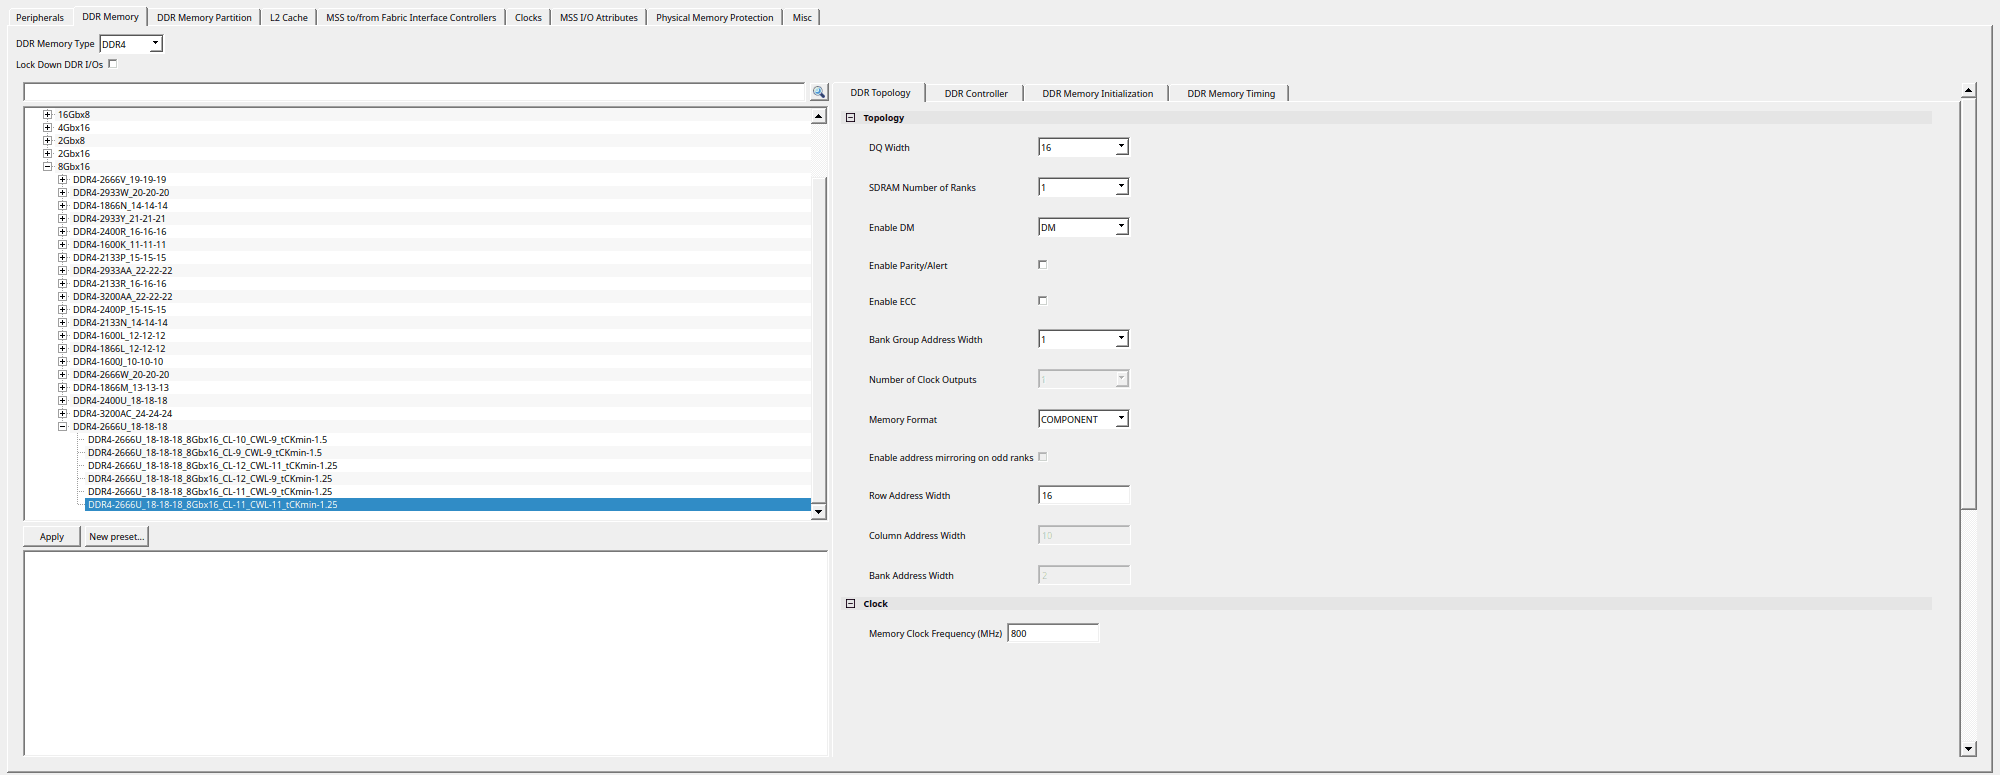 Peripherals DDR Memory DDR Memory Partition L2 Cache MSS to/from Fabric Interface Controllers Clocks MSS I/O Attributes Physical Memory Protection Misc
DDR Memory Type DDR4
Lock Down DDR I/Os
16Gbx8
4Gbx16
2Gbx8
2Gbx16
8Gbx16
DDR4-2666V_19-19-19
DDR4-2933W_20-20-20
DDR4-1866N_14-14-14
DDR4-2933Y_21-21-21
DDR4-2400R_16-16-16
DDR4-1600K_11-11-11
DDR4-2133P_15-15-15
DDR4-2933AA_22-22-22
DDR4-2133R_16-16-16
DDR4-3200AA_22-22-22
DDR4-2400P_15-15-15
DDR4-2133N_14-14-14
DDR4-1600L_12-12-12
DDR4-1866L_12-12-12
DDR4-1600J_10-10-10
DDR4-2666W_20-20-20
DDR4-1866M_13-13-13
DDR4-2400U_18-18-18
DDR4-3200AC_24-24-24
DDR4-2666U_18-18-18
DDR4-2666U_18-18-18_8Gbx16_CL-10_CWL-9_tCKmin-1.5
DDR4-2666U_18-18-18_8Gbx16_CL-9_CWL-9_tCKmin-1.5
DDR4-2666U_18-18-18_8Gbx16_CL-12_CWL-11_tCKmin-1.25
DDR4-2666U_18-18-18_8Gbx16_CL-12_CWL-9_tCKmin-1.25
DDR4-2666U_18-18-18_8Gbx16_CL-11_CWL-9_tCKmin-1.25
DDR4-2666U_18-18-18_8Gbx16_CL-11_CWL-11_tCKmin-1.25
Apply New preset...
DDR Topology DDR Controller DDR Memory Initialization DDR Memory Timing
Topology
DQ Width 16
SDRAM Number of Ranks 1
Enable DM DM
Enable Parity/Alert
Enable ECC
Bank Group Address Width 1
Number of Clock Outputs 1
Memory Format COMPONENT
Enable address mirroring on odd ranks
Row Address Width 16
Column Address Width 10
Bank Address Width 2
Clock
Memory Clock Frequency (MHz) 800